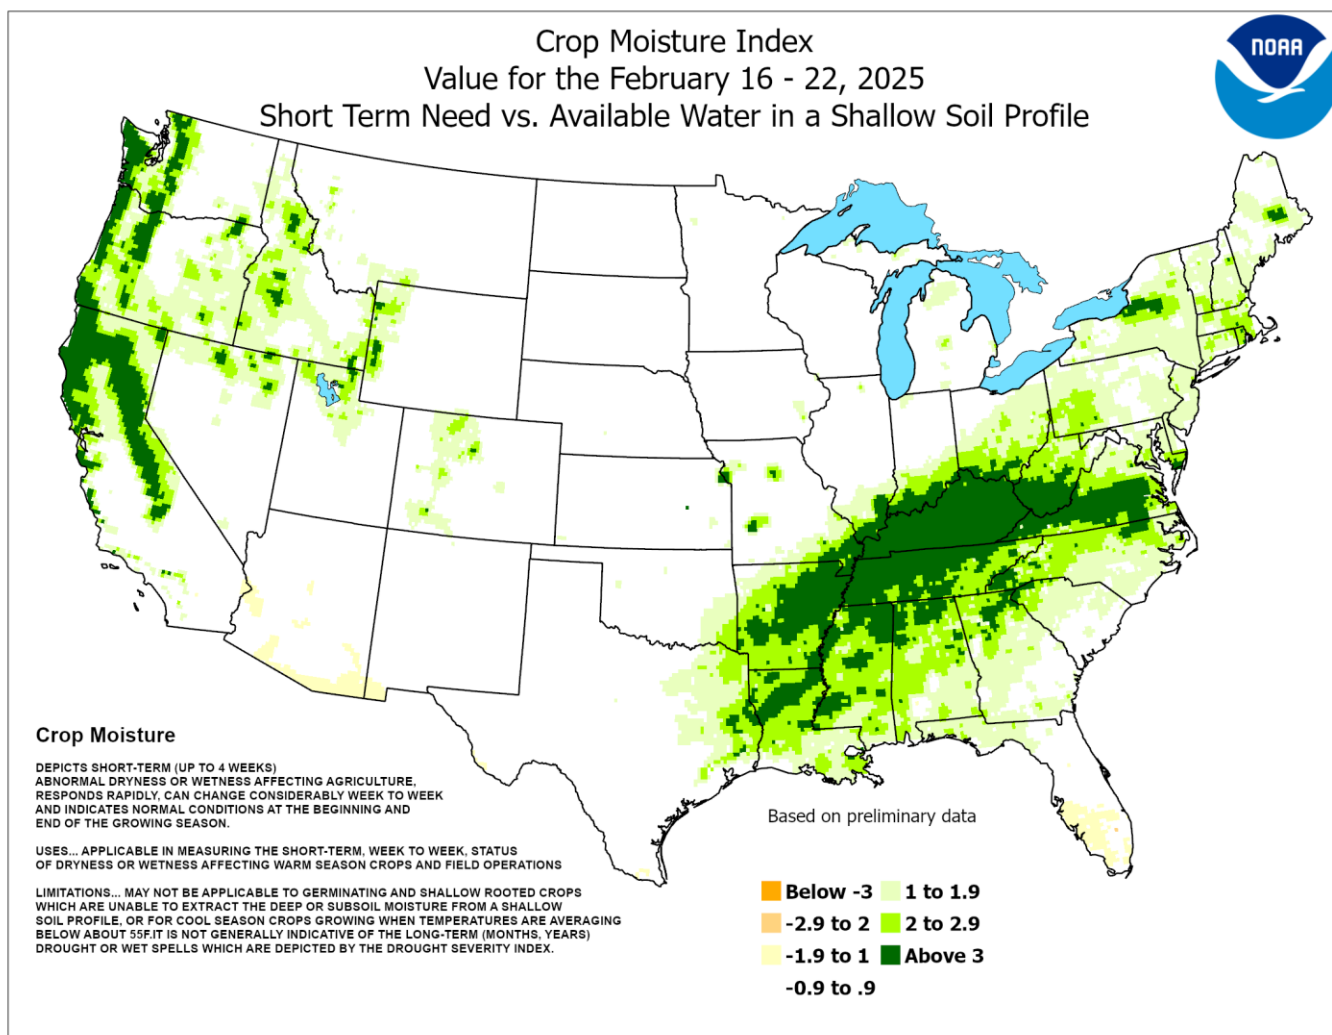 Crop Moisture Index
Value for the February 16 - 22, 2025
Short Term Need vs. Available Water in a Shallow Soil Profile
NOAA
Crop Moisture
DEPICTS SHORT-TERM (UP TO 4 WEEKS)
ABNORMAL DRYNESS OR WETNESS AFFECTING AGRICULTURE,
RESPONDS RAPIDLY, CAN CHANGE CONSIDERABLY WEEK TO WEEK
AND INDICATES NORMAL CONDITIONS AT THE BEGINNING AND
END OF THE GROWING SEASON.
USES... APPLICABLE IN MEASURING THE SHORT-TERM, WEEK TO WEEK, STATUS
OF DRYNESS OR WETNESS AFFECTING WARM SEASON CROPS AND FIELD OPERATIONS
LIMITATIONS... MAY NOT BE APPLICABLE TO GERMINATING AND SHALLOW ROOTED CROPS
WHICH ARE UNABLE TO EXTRACT THE DEEP OR SUBSOIL MOISTURE FROM A SHALLOW
SOIL PROFILE, OR FOR COOL SEASON CROPS GROWING WHEN TEMPERATURES ARE AVERAGING
BELOW ABOUT 55F.IT IS NOT GENERALLY INDICATIVE OF THE LONG-TERM (MONTHS, YEARS)
DROUGHT OR WET SPELLS WHICH ARE DEPICTED BY THE DROUGHT SEVERITY INDEX.
Based on preliminary data
Below -3
-2.9 to 2
-1.9 to 1
-0.9 to .9
1 to 1.9
2 to 2.9
Above 3